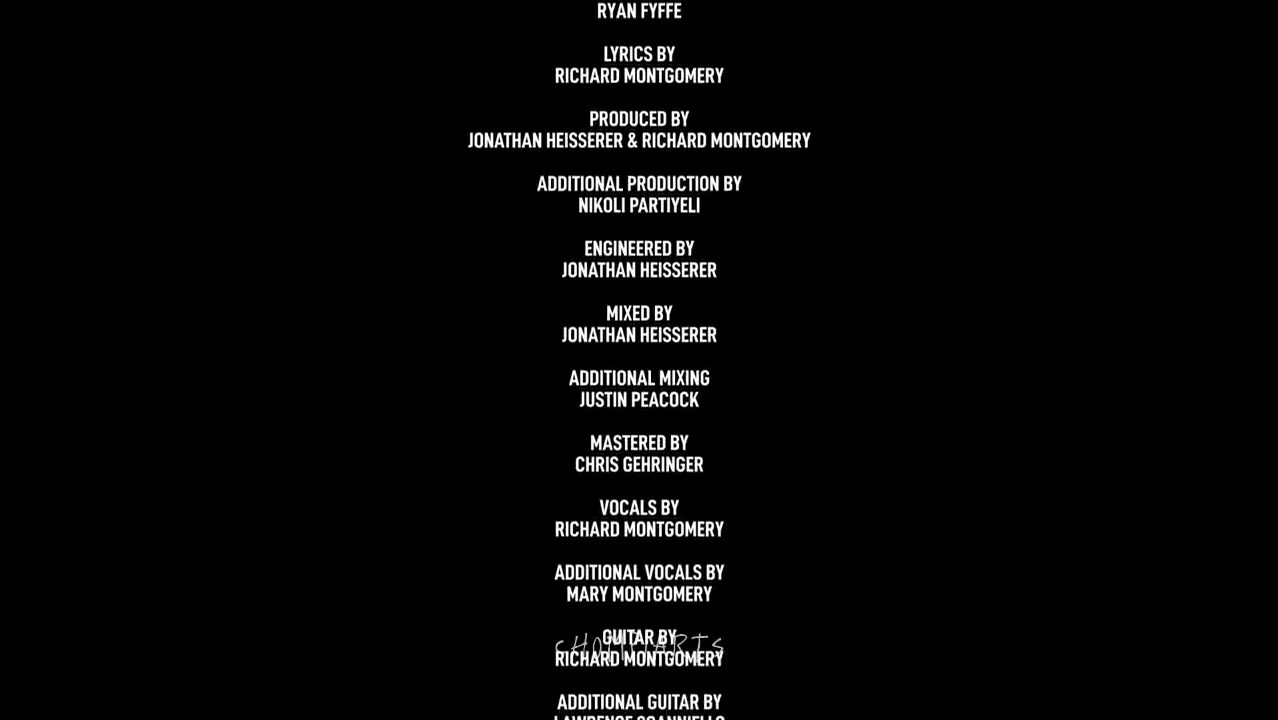 RYAN FYFFE
LYRICS BY
RICHARD MONTGOMERY
PRODUCED BY
JONATHAN HEISSERER & RICHARD MONTGOMERY
ADDITIONAL PRODUCTION BY
NIKOLI PARTIYELI
ENGINEERED BY
JONATHAN HEISSERER
MIXED BY
JONATHAN HEISSERER
ADDITIONAL MIXING
JUSTIN PEACOCK
MASTERED BY
CHRIS GEHRINGER
VOCALS BY
RICHARD MONTGOMERY
ADDITIONAL VOCALS BY
MARY MONTGOMERY
GUITAR BY
RICHARD MONTGOMERY
ADDITIONAL GUITAR BY